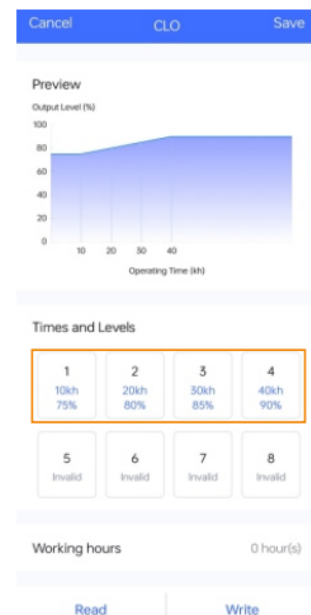 Cancel CLO Save
Preview
Output Level (%)
100
80
60
40
20
0
10 20 30 40
Operating Time (kh)
Times and Levels
1 2 3 4
10kh 20kh 30kh 40kh
75% 80% 85% 90%
5 6 7 8
Invalid Invalid Invalid Invalid
Working hours 0 hour(s)
Read Write